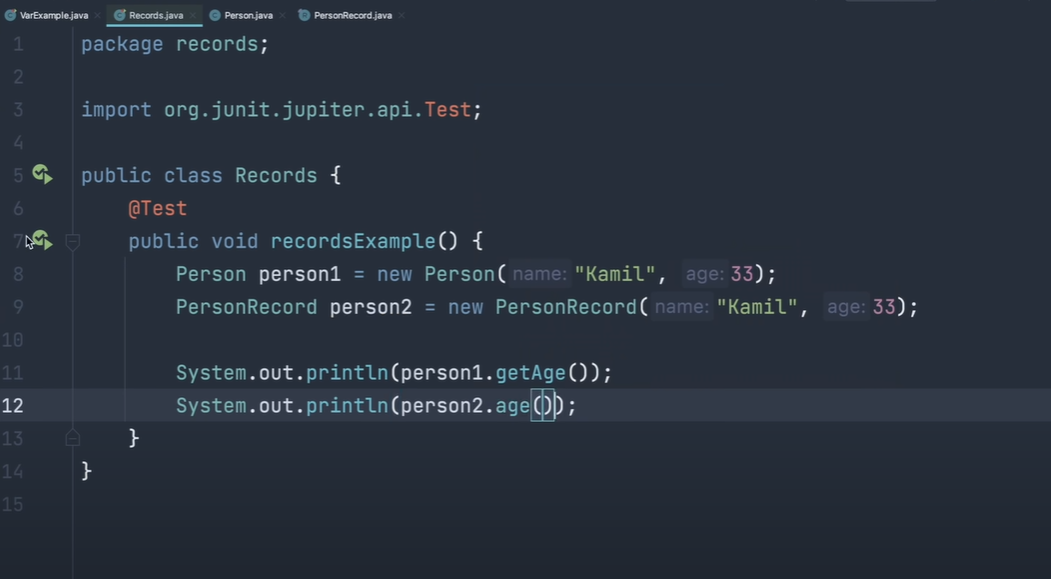 VarExample.java × Records.java × Person.java × PersonRecord.java ×
1 package records;
2
3 import org.junit.jupiter.api.Test;
4
5 public class Records {
6 @Test
7 public void recordsExample() {
8 Person person1 = new Person( name: "Kamil", age: 33);
9 PersonRecord person2 = new PersonRecord( name: "Kamil", age: 33);
10
11 System.out.println(person1.getAge());
12 System.out.println(person2.age());
13 }
14 }
15